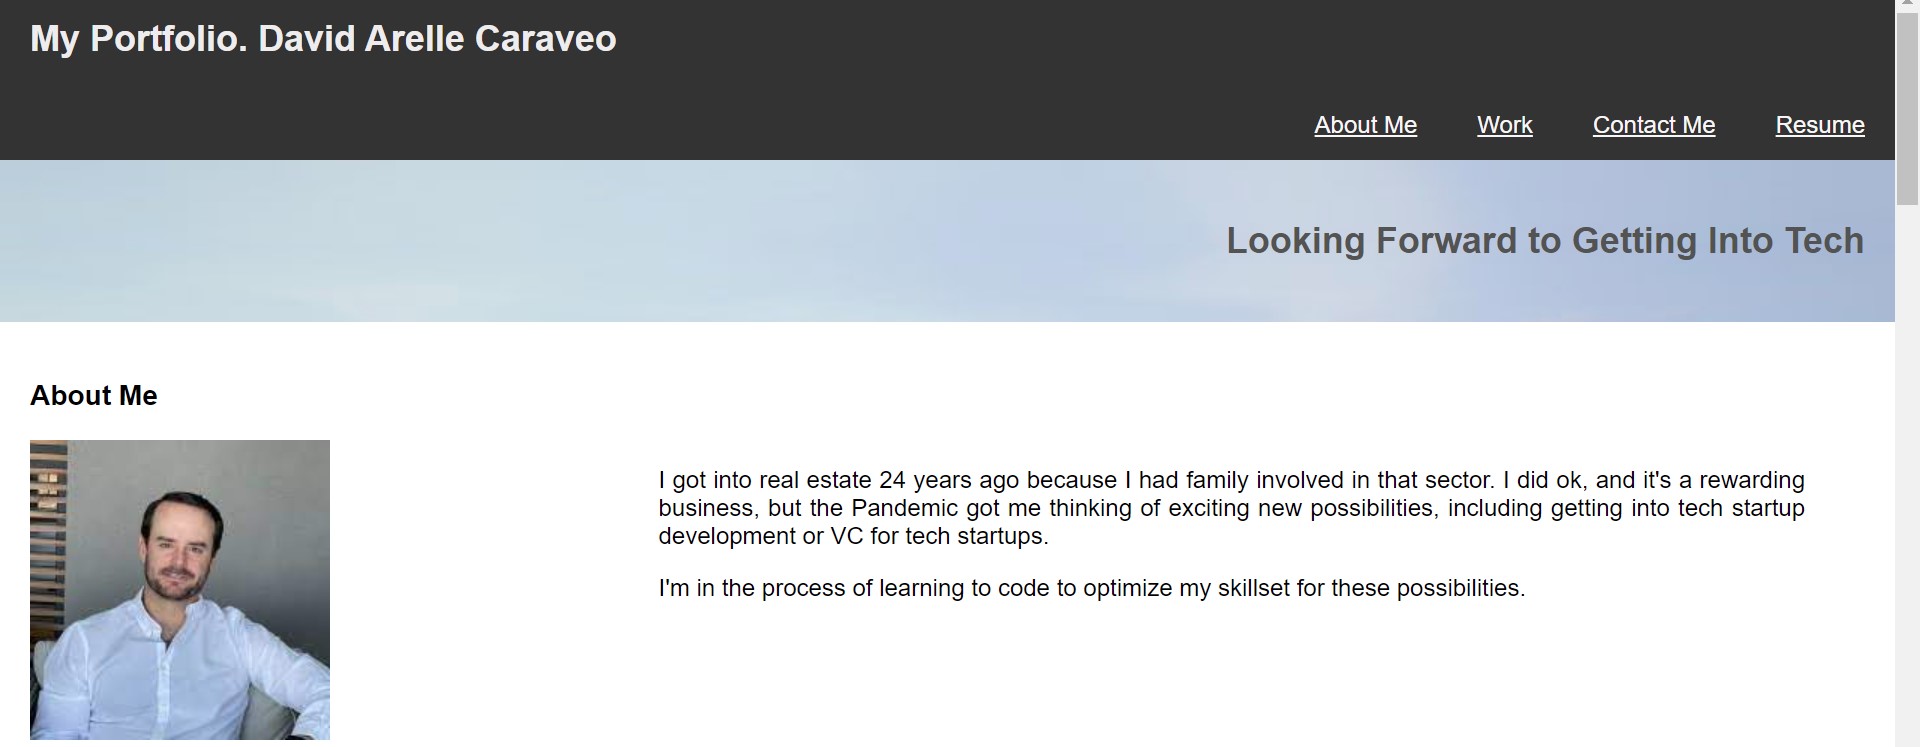 My Portfolio. David Arelle Caraveo
About Me Work Contact Me Resume
Looking Forward to Getting Into Tech
About Me
I got into real estate 24 years ago because I had family involved in that sector. I did ok, and it's a rewarding
business, but the Pandemic got me thinking of exciting new possibilities, including getting into tech startup
development or VC for tech startups.
I'm in the process of learning to code to optimize my skillset for these possibilities.